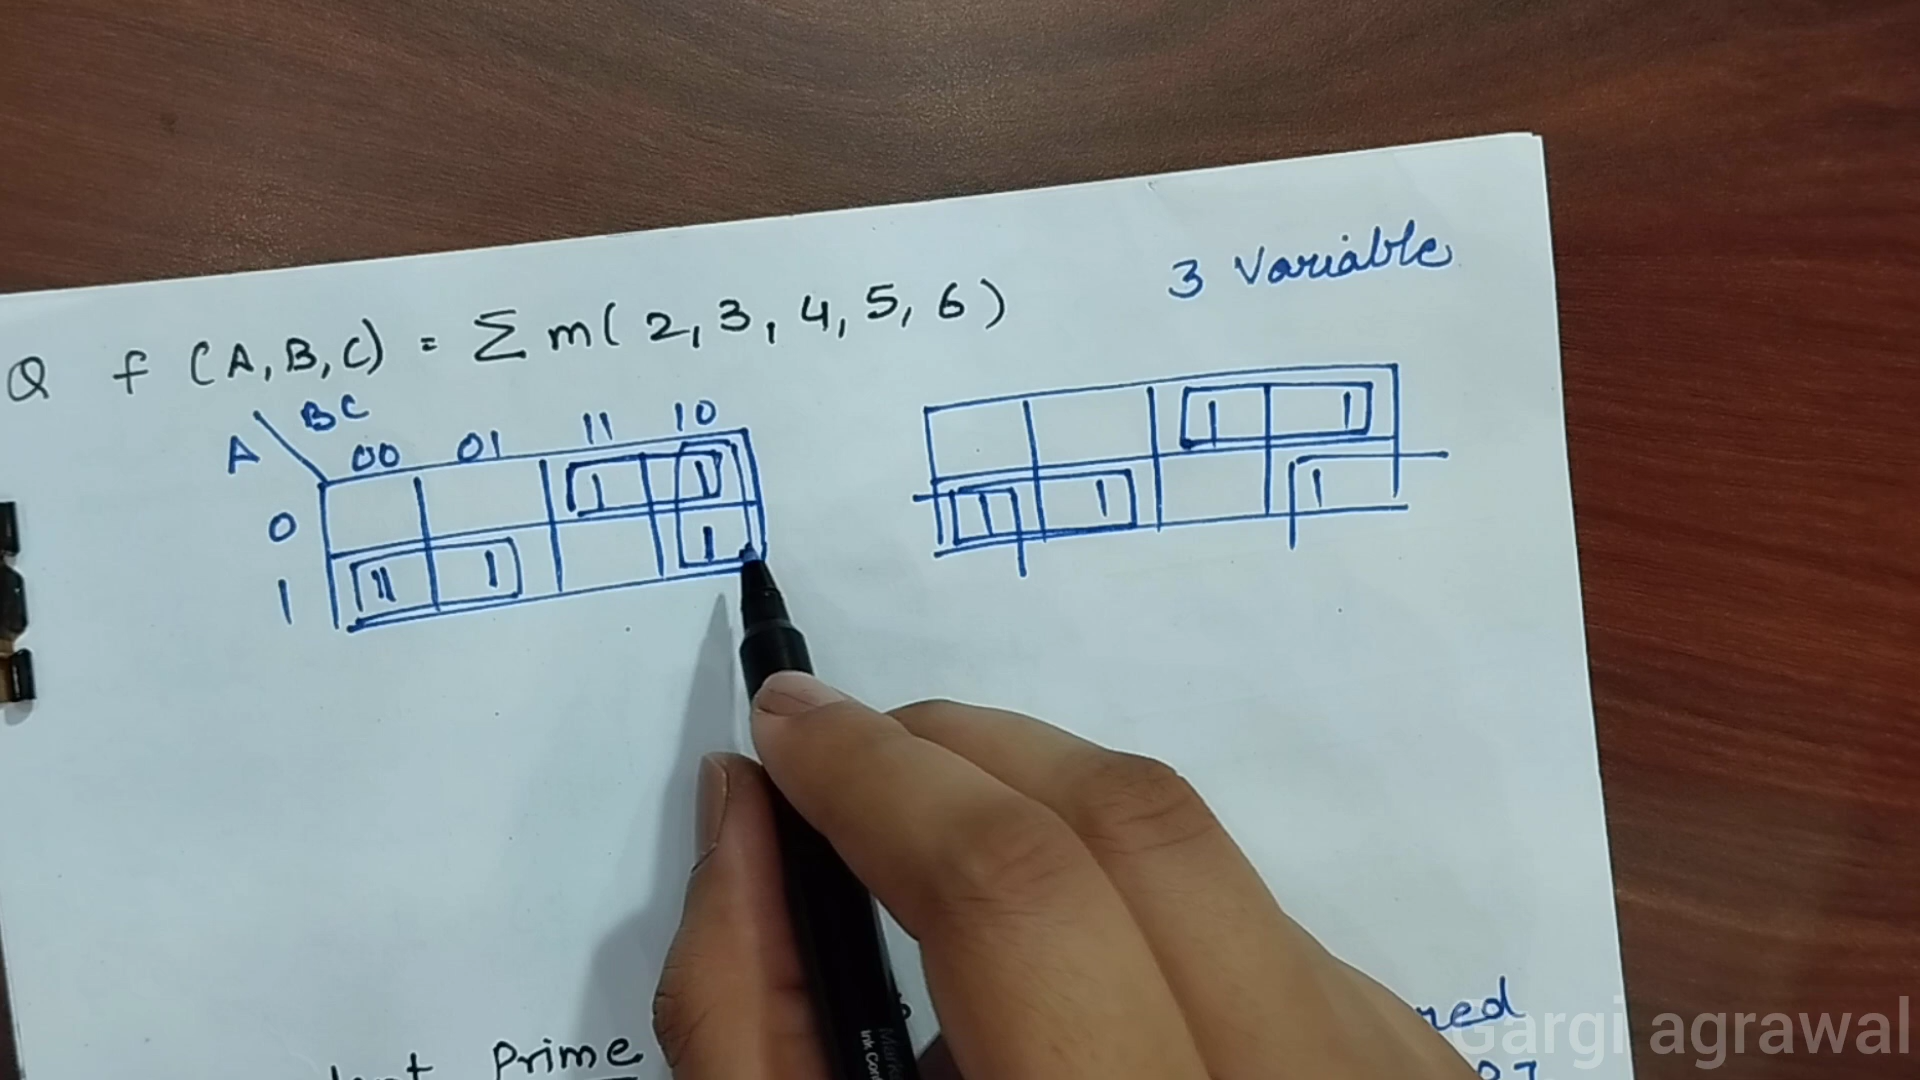 3 Variable
Q f (A,B,C) = Σ m( 2, 3, 4, 5, 6 )
BC
A 00 01 11 10
0 1 1
1 1 1 1
1 1
1 1 1
Prime
Gargi agrawal